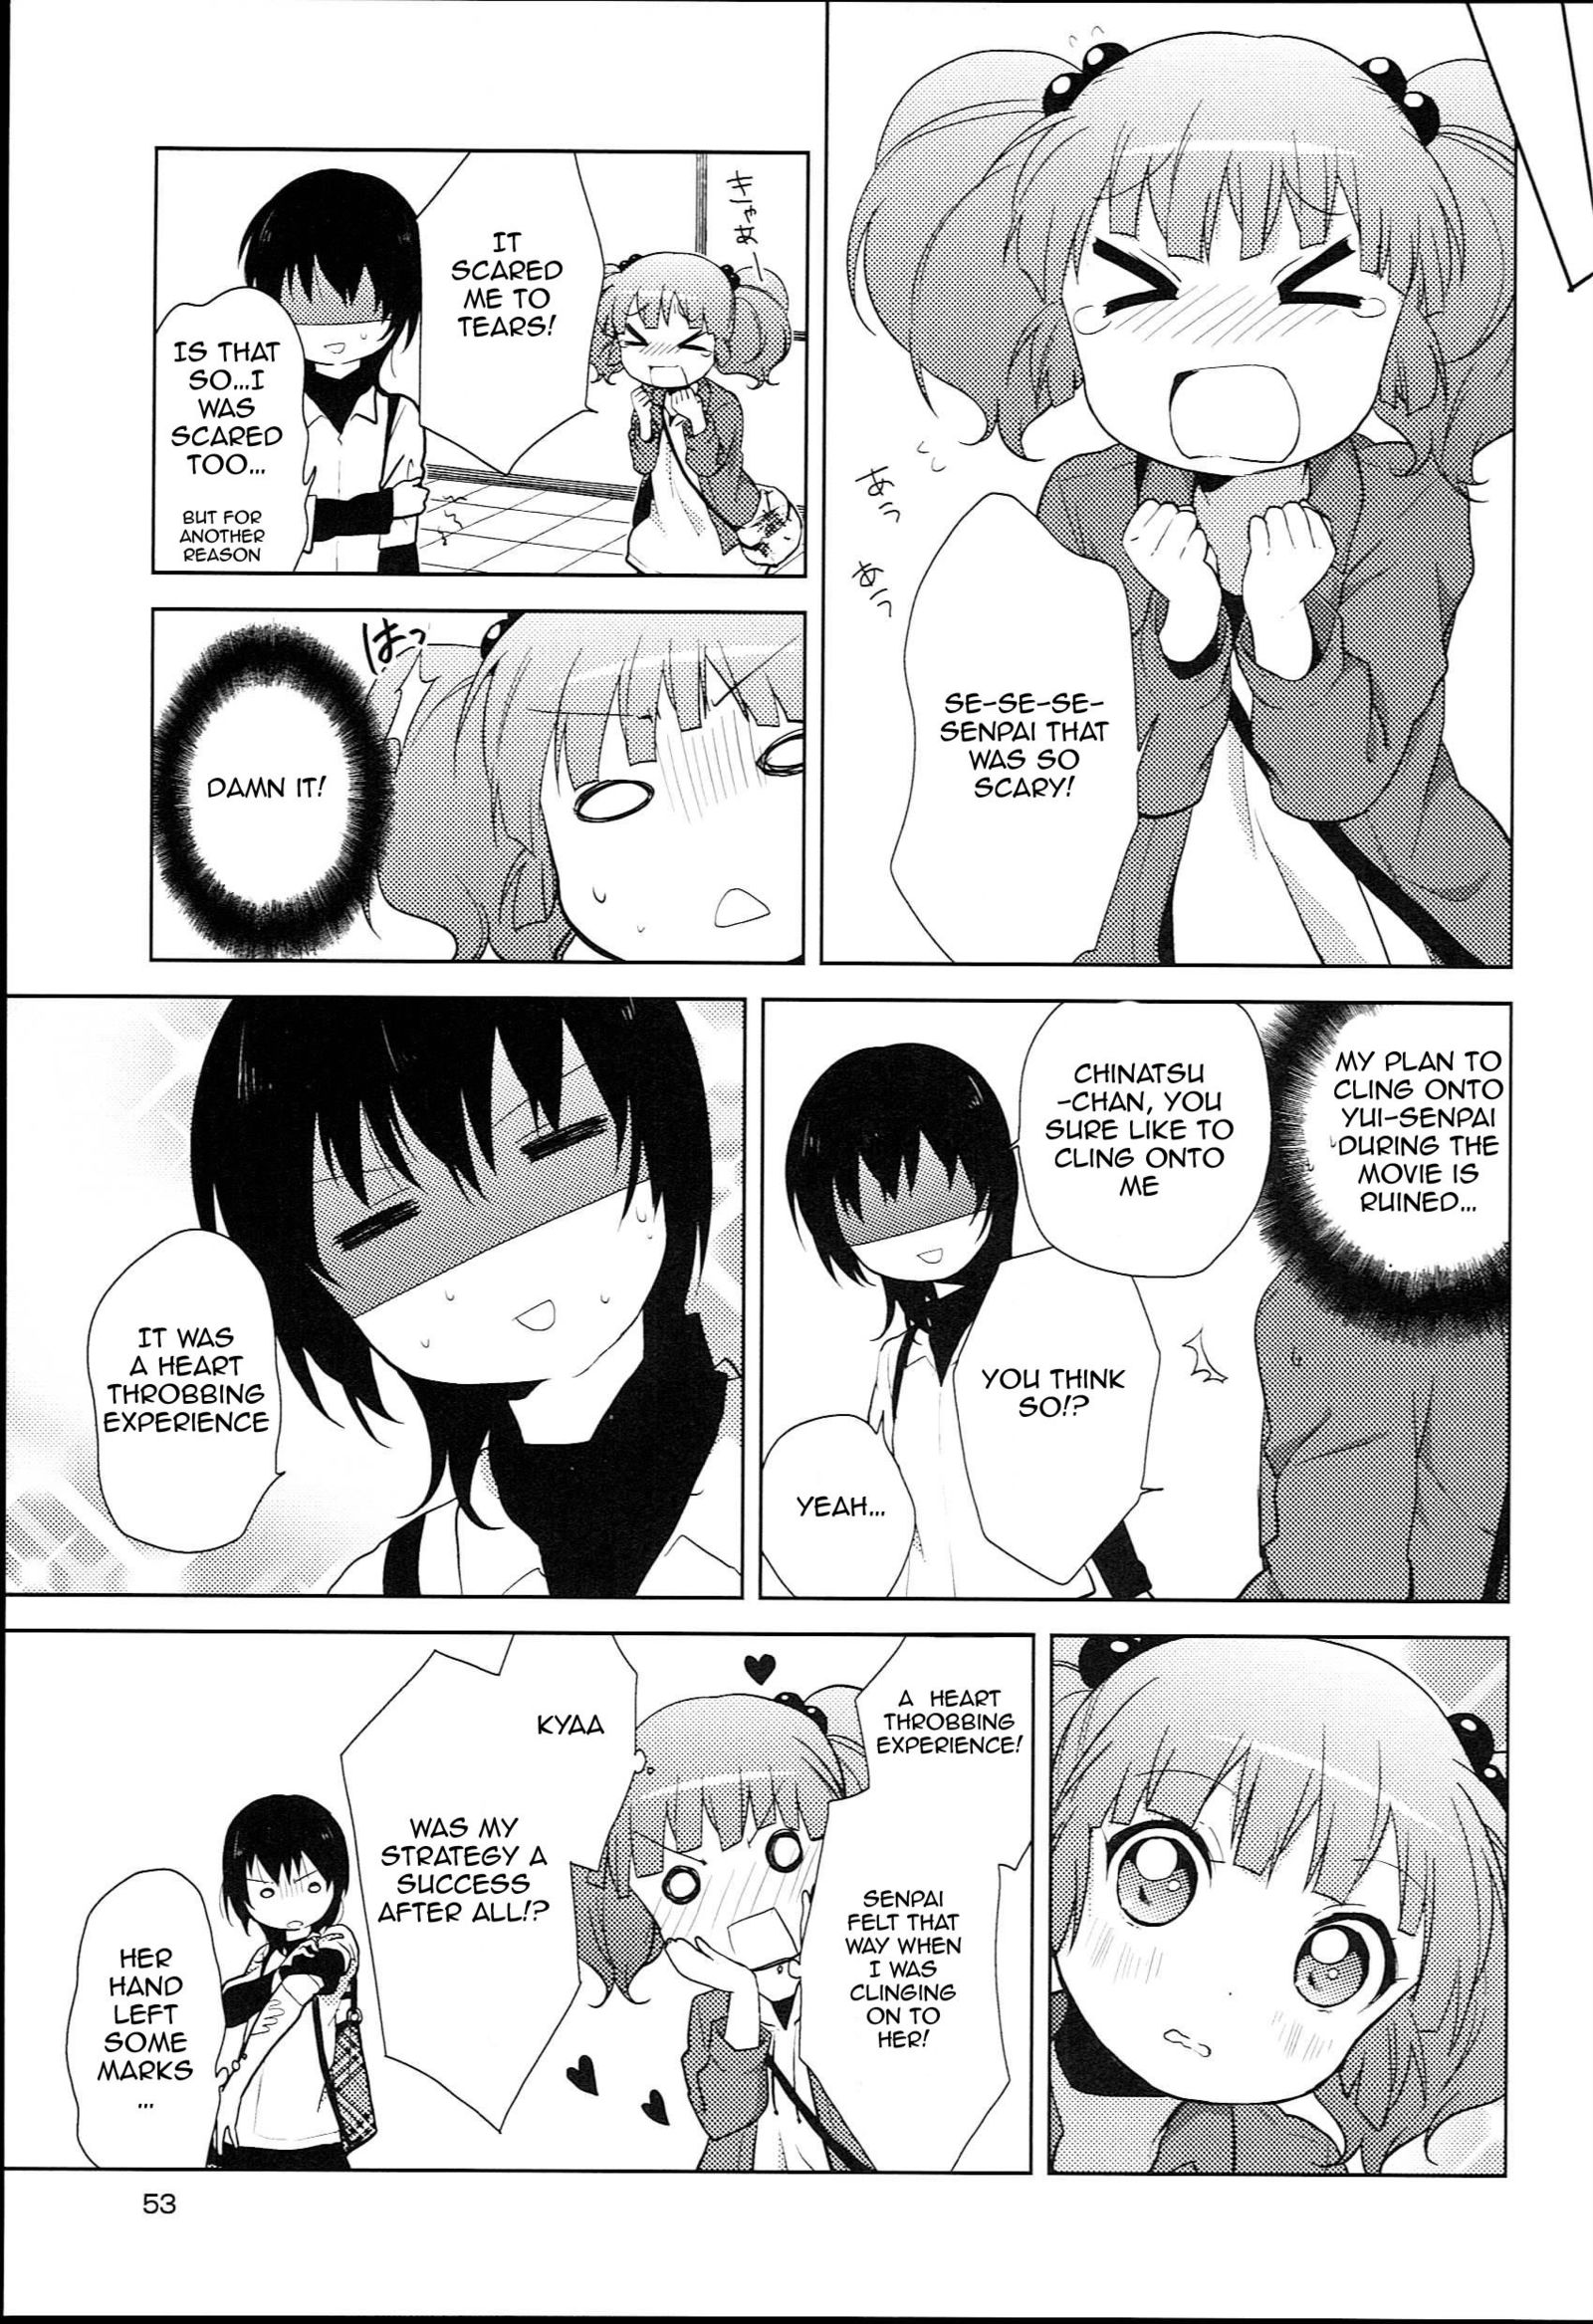 あぅ
あぅ
SE-SE-SE-
SENPAI THAT
WAS SO
SCARY!
きゃあー
IT
SCARED
ME TO
TEARS!
IS THAT
SO...I
WAS
SCARED
TOO...
BUT FOR
ANOTHER
REASON
はっ
DAMN IT!
MY PLAN TO
CLING ONTO
YUI-SENPAI
DURING THE
MOVIE IS
RUINED...
CHINATSU
-CHAN, YOU
SURE LIKE TO
CLING ONTO
ME
YOU THINK
SO!?
YEAH...
IT WAS
A HEART
THROBBING
EXPERIENCE
A HEART
THROBBING
EXPERIENCE!
SENPAI
FELT THAT
WAY WHEN
I WAS
CLINGING
ON TO
HER!
KYAA
WAS MY
STRATEGY A
SUCCESS
AFTER ALL!?
HER
HAND
LEFT
SOME
MARKS
...
53